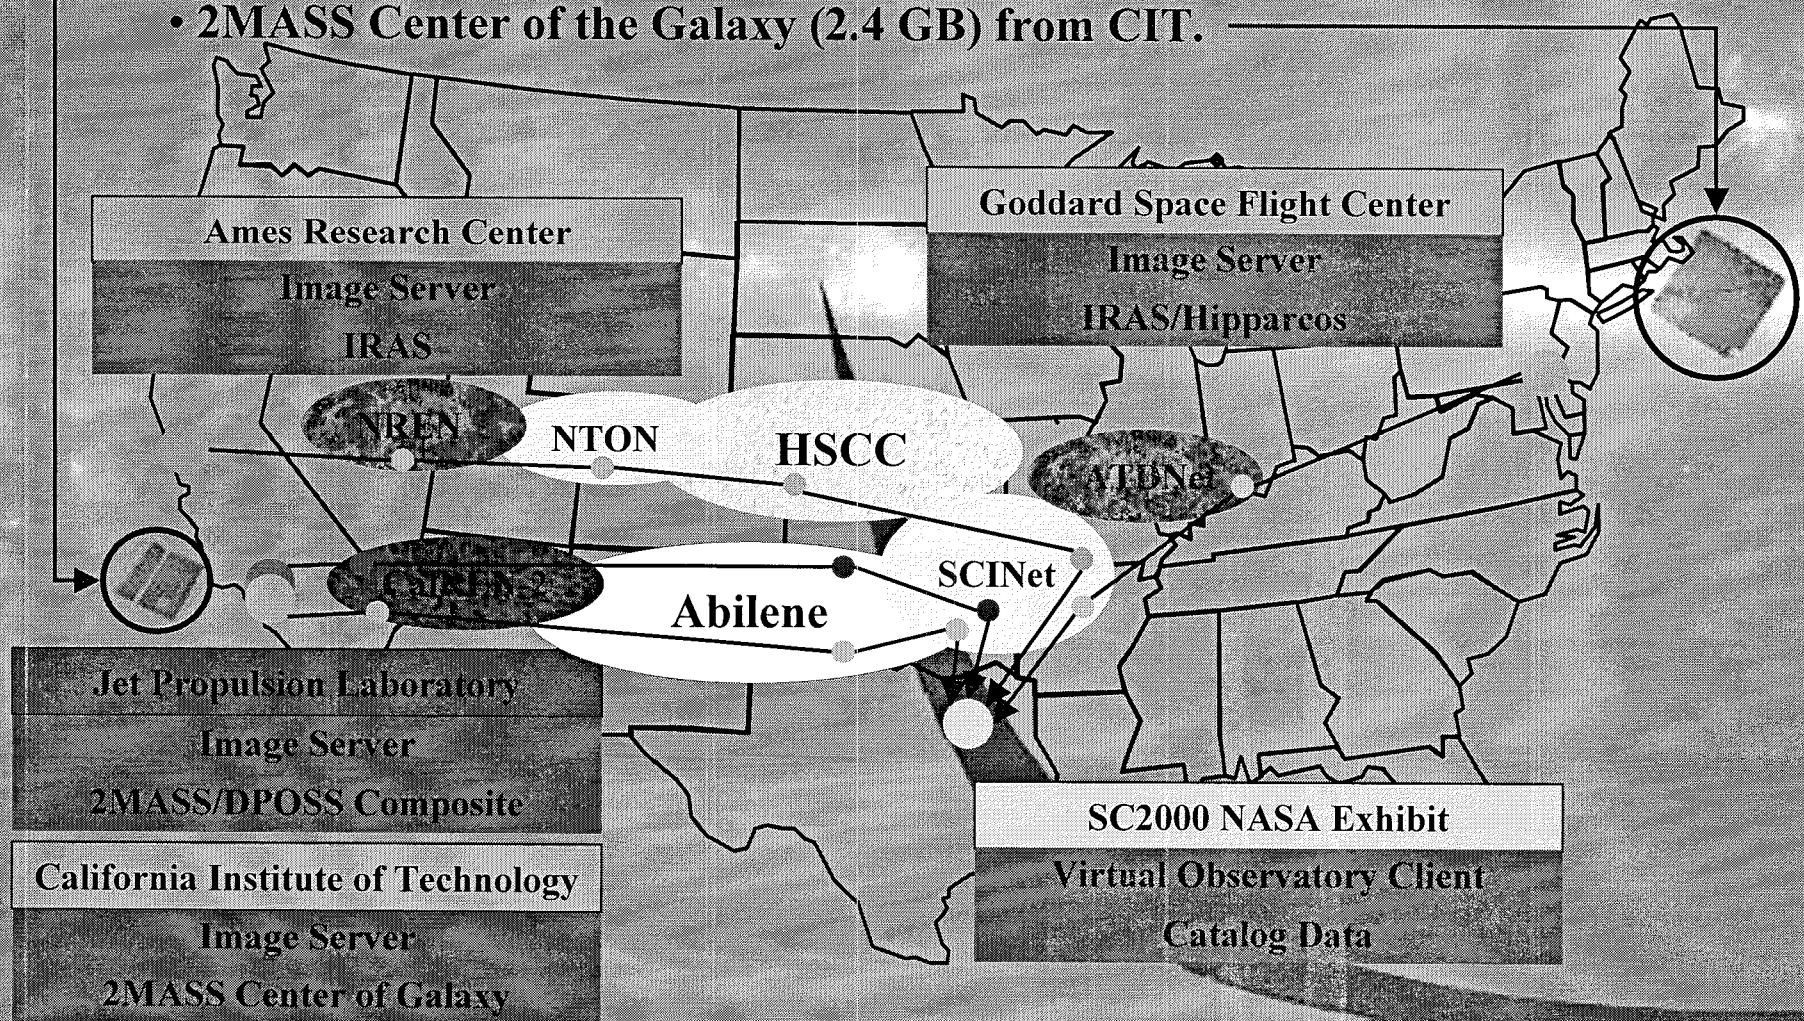 • 2MASS Center of the Galaxy (2.4 GB) from CIT.
Ames Research Center
Image Server
IRAS
Goddard Space Flight Center
Image Server
IRAS/Hipparcos
NREN
NTON
HSCC
ATDNet
CalREN-2
Abilene
SCINet
Jet Propulsion Laboratory
Image Server
2MASS/DPOSS Composite
California Institute of Technology
Image Server
2MASS Center of Galaxy
SC2000 NASA Exhibit
Virtual Observatory Client
Catalog Data